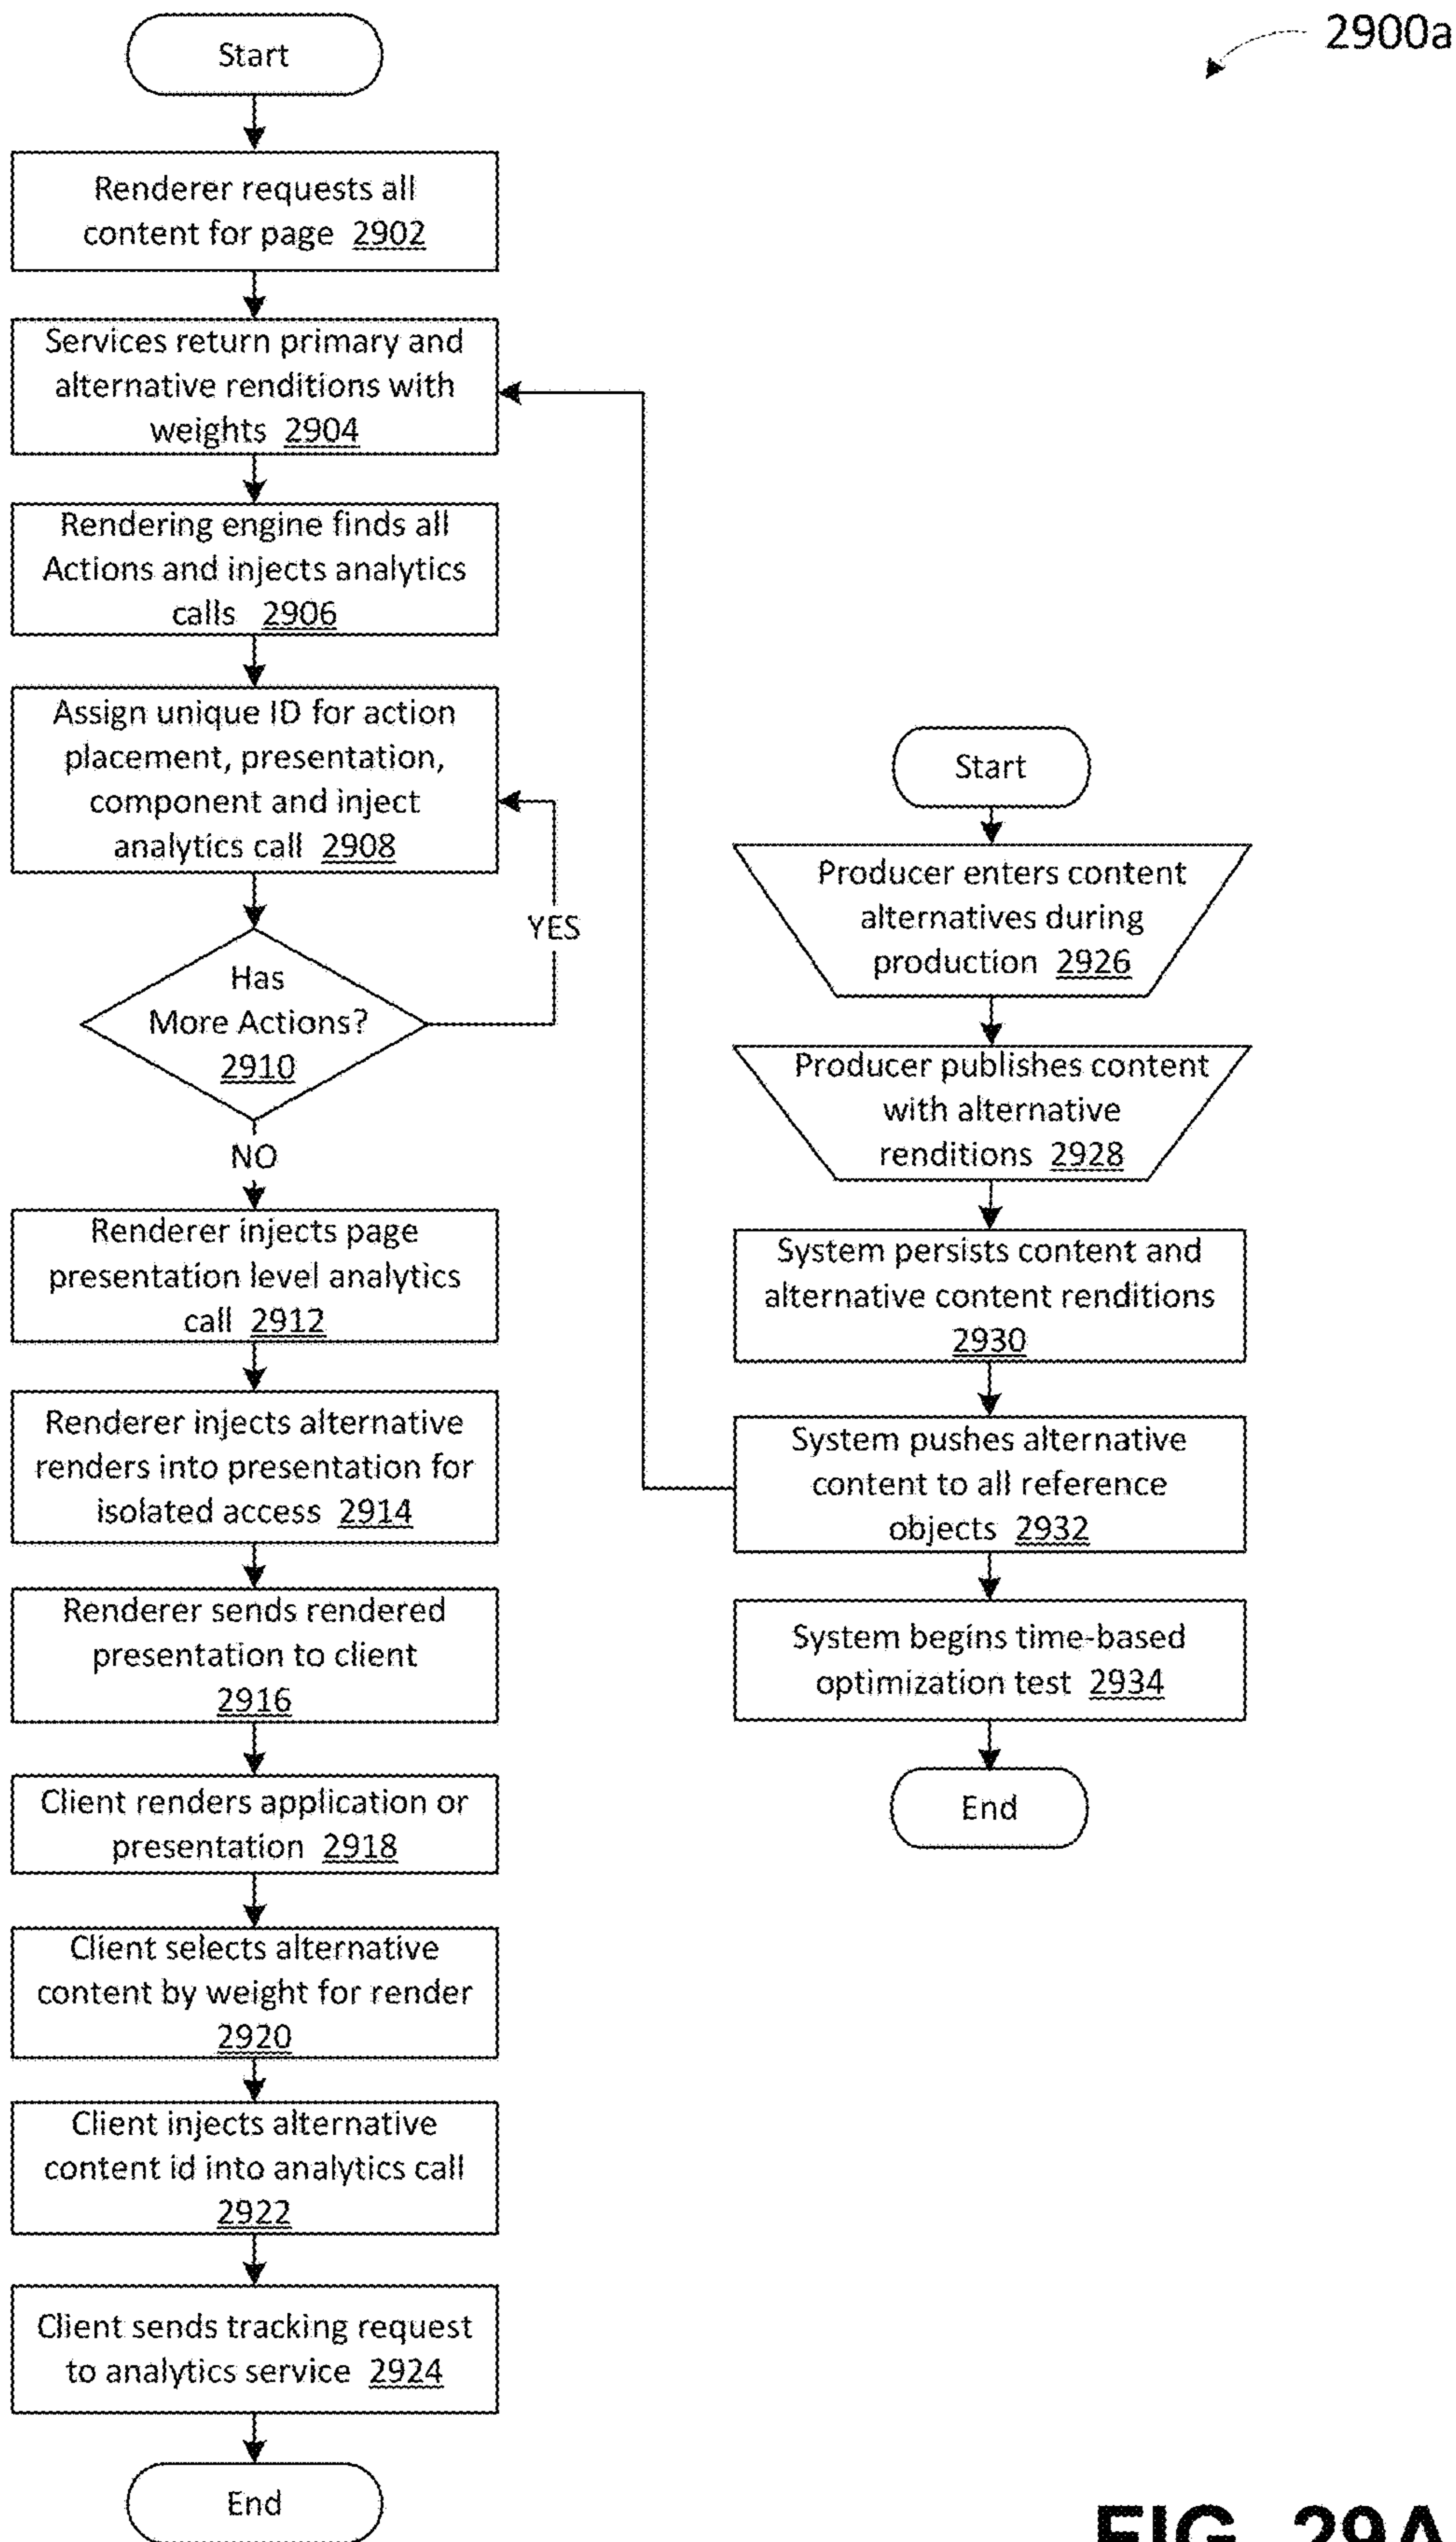 2900a
Start
Renderer requests all
content for page 2902
Services return primary and
alternative renditions with
weights 2904
Rendering engine finds all
Actions and injects analytics
calls 2906
Assign unique ID for action
placement, presentation,
component and inject
analytics call 2908
YES
Has
More Actions?
2910
NO
Renderer injects page
presentation level analytics
call 2912
Renderer injects alternative
renders into presentation for
isolated access 2914
Renderer sends rendered
presentation to client
2916
Client renders application or
presentation 2918
Client selects alternative
content by weight for render
2920
Client injects alternative
content id into analytics call
2922
Client sends tracking request
to analytics service 2924
End
Start
Producer enters content
alternatives during
production 2926
Producer publishes content
with alternative
renditions 2928
System persists content and
alternative content renditions
2930
System pushes alternative
content to all reference
objects 2932
System begins time-based
optimization test 2934
End
FIG. 29A